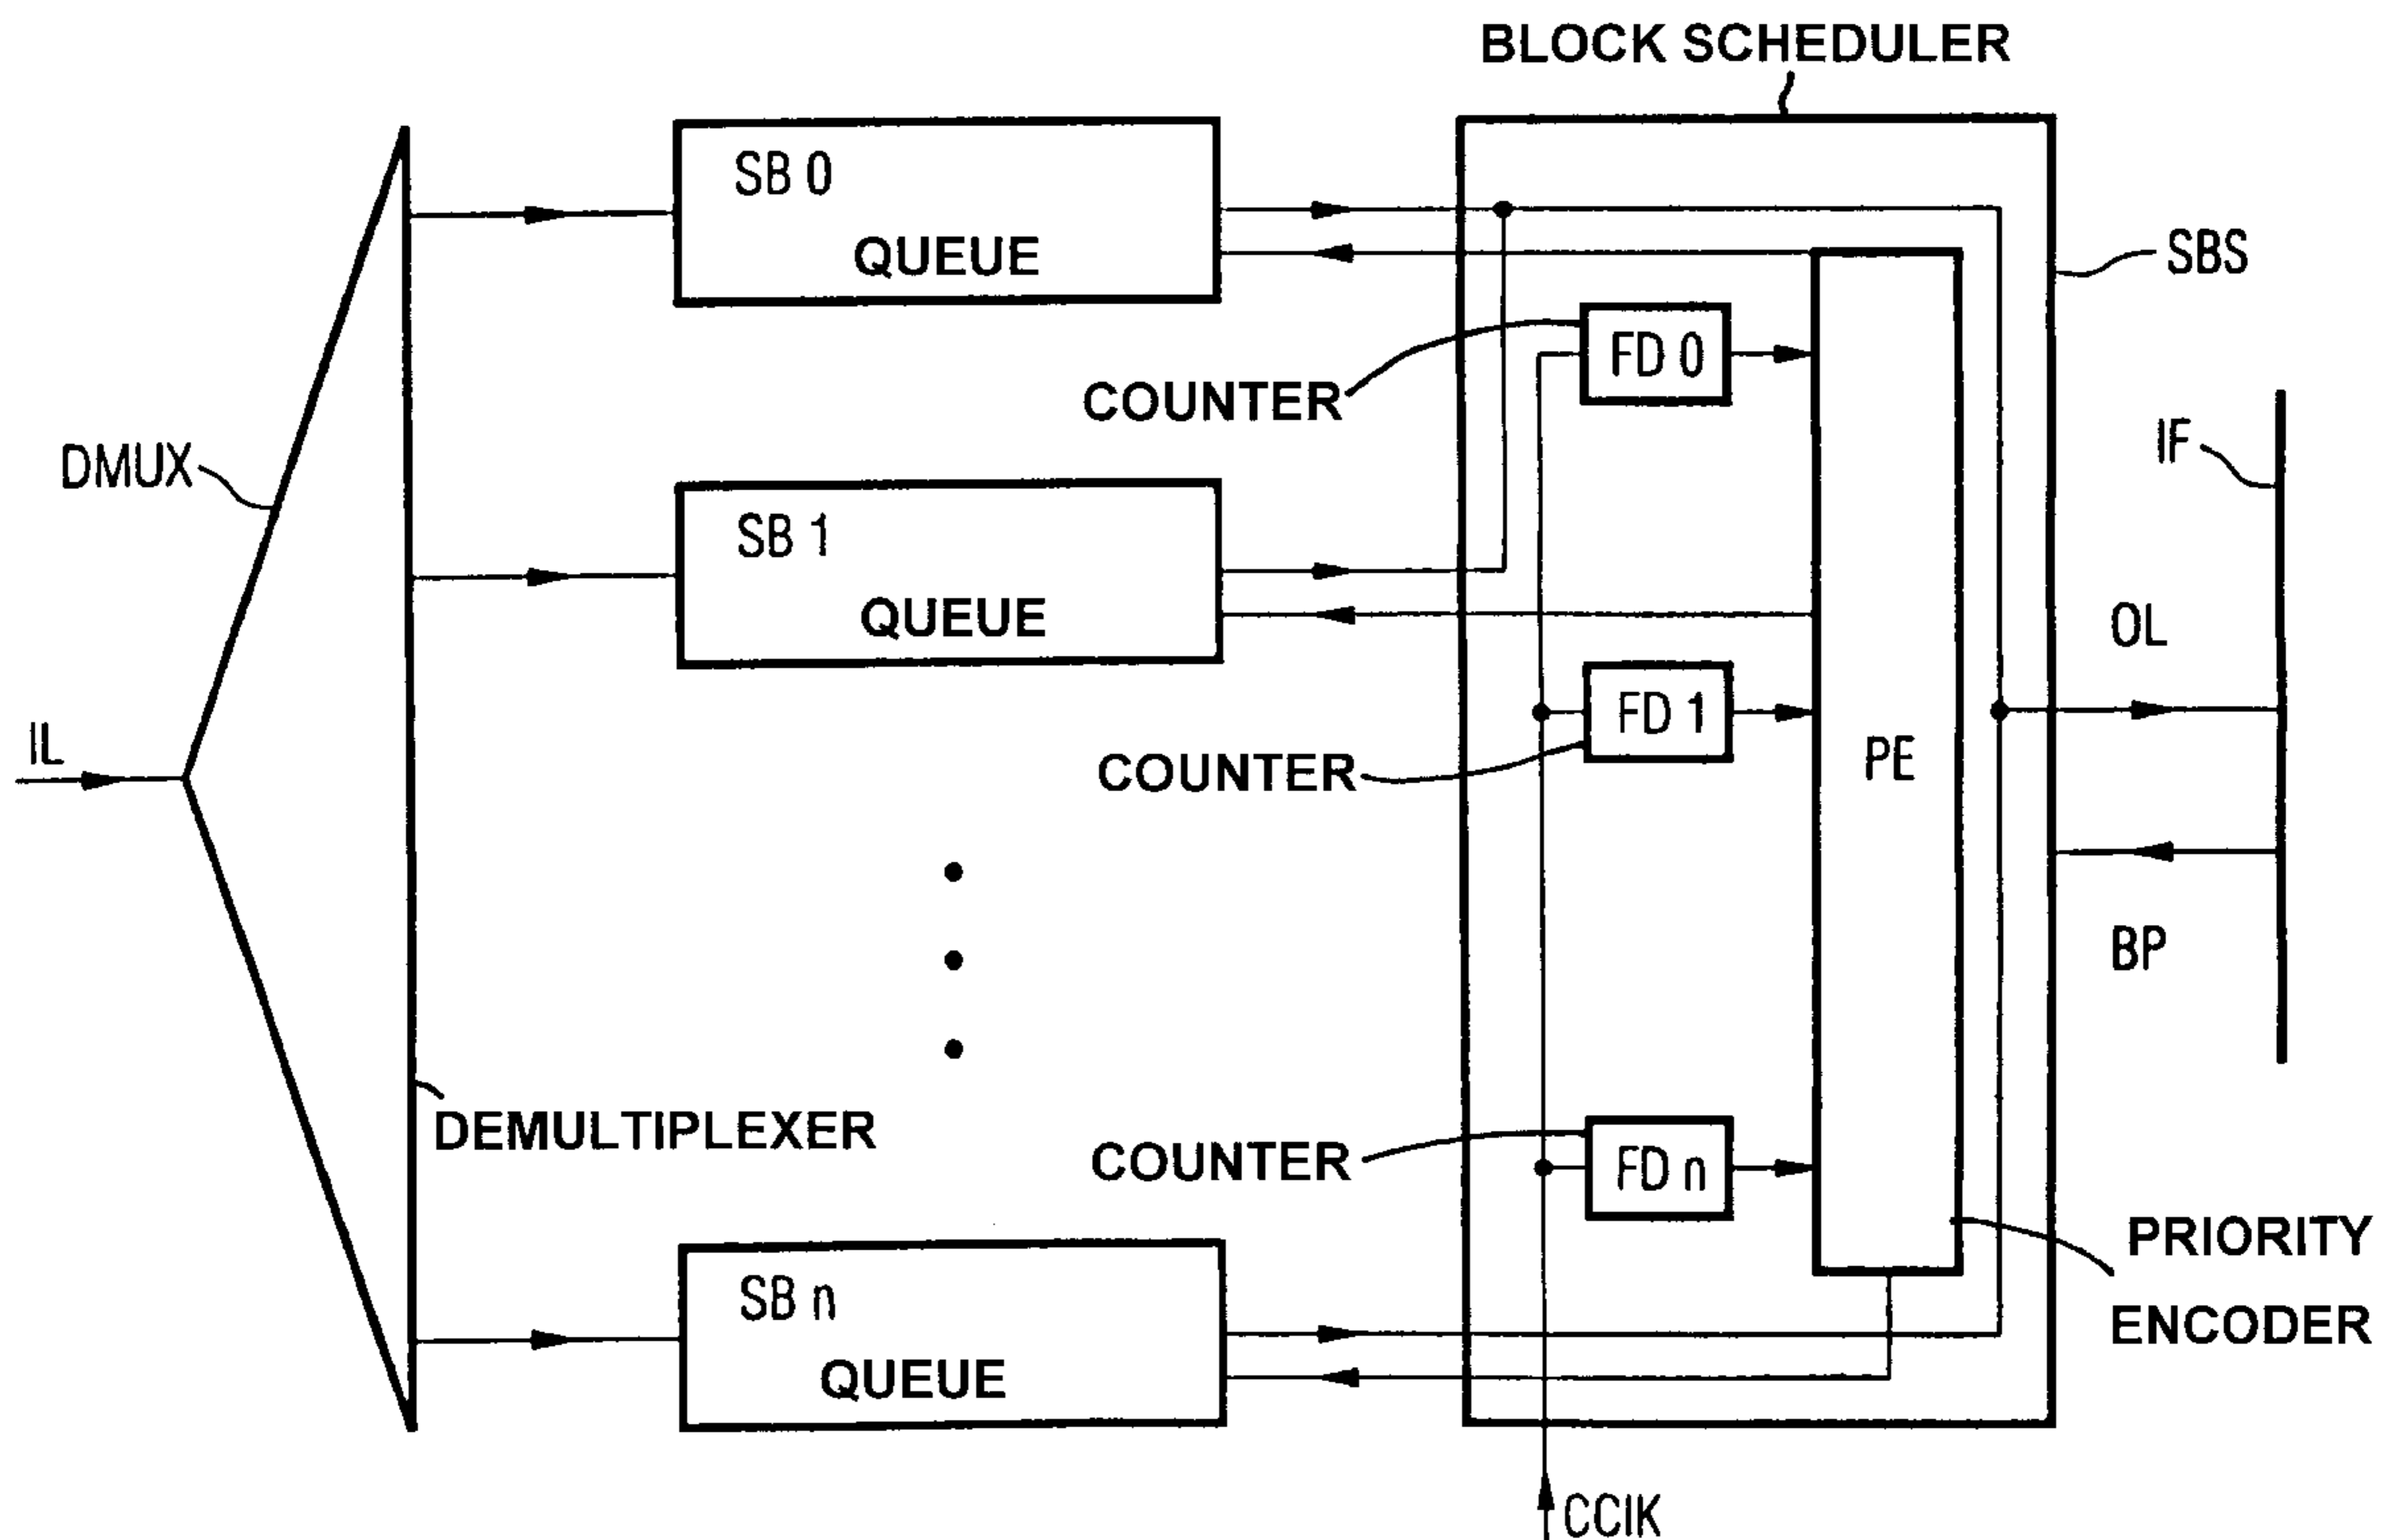 BLOCK SCHEDULER
SB 0
QUEUE
SBS
FD 0
COUNTER
DMUX
IF
SB 1
QUEUE
OL
FD 1
IL
COUNTER
PE
BP
DEMULTIPLEXER
COUNTER
FD n
PRIORITY
ENCODER
SB n
QUEUE
CCIK